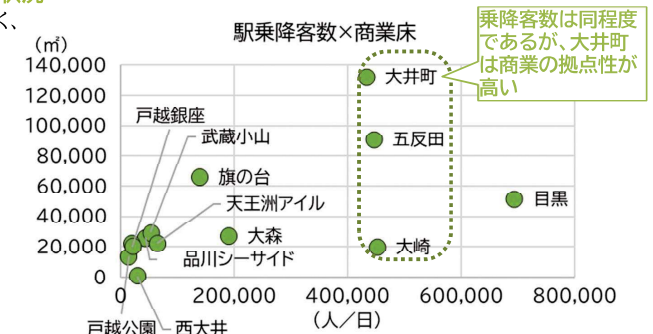 く、
駅乗降客数×商業床
(㎡)
乗降客数は同程度
であるが、大井町
は商業の拠点性が
高い
140,000
120,000
100,000
80,000
60,000
40,000
20,000
0
大井町
戸越銀座
武蔵小山
五反田
旗の台
天王洲アイル
目黒
大森
大崎
品川シーサイド
0
200,000
400,000
600,000
800,000
(人/日)
戸越公園
西大井